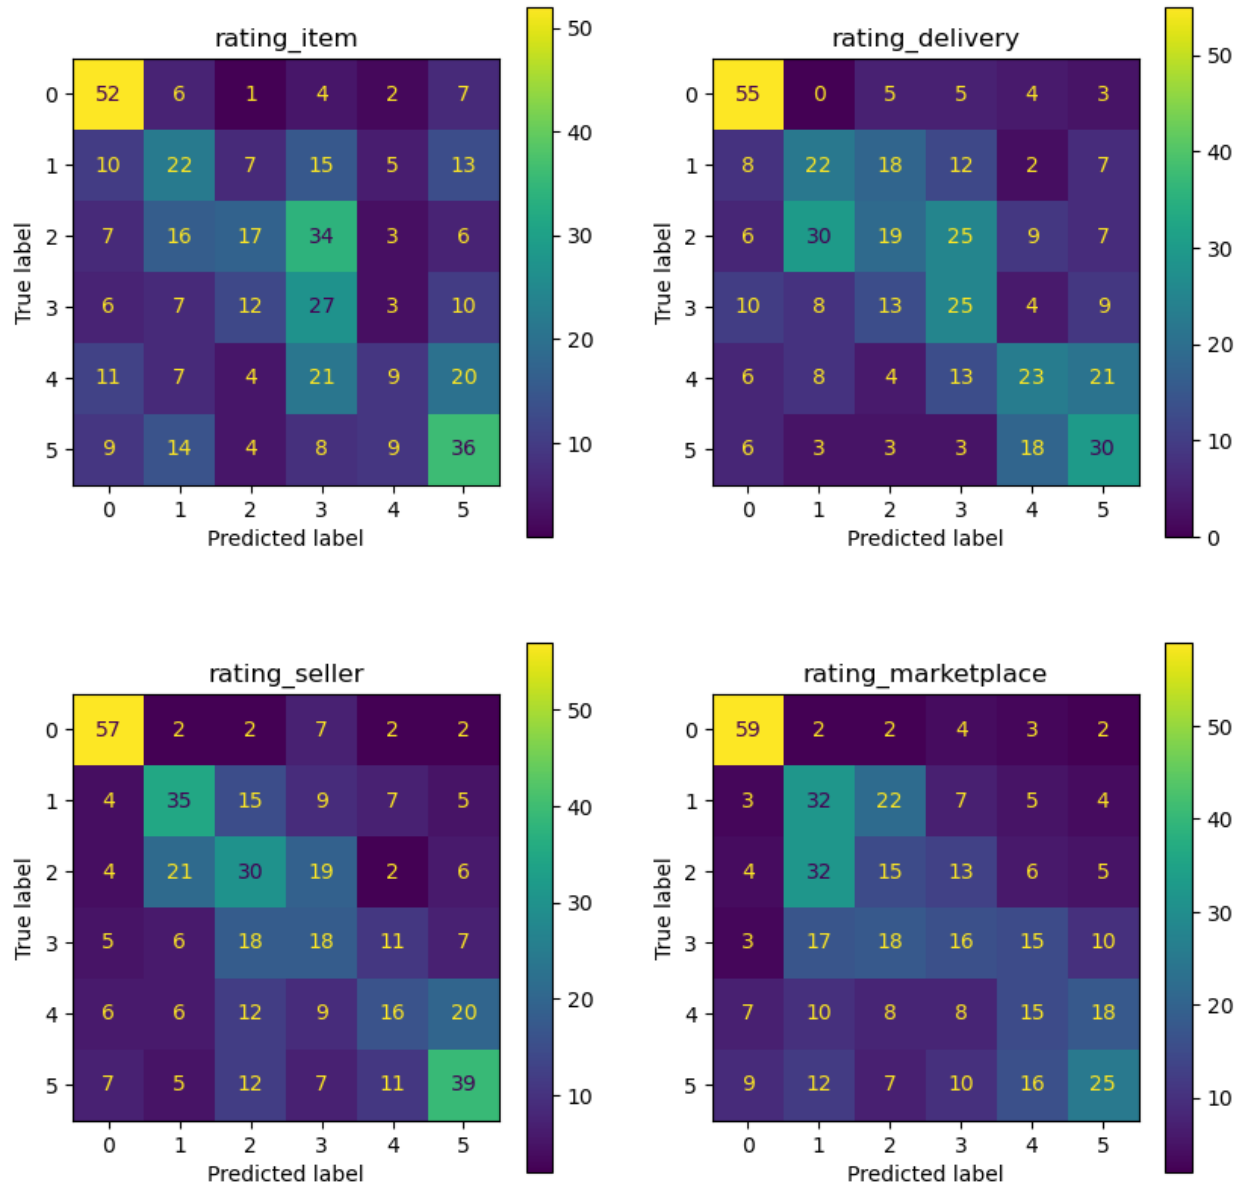 rating_item
0 52 6 1 4 2 7
1 10 22 7 15 5 13
2 7 16 17 34 3 6
3 6 7 12 27 3 10
4 11 7 4 21 9 20
5 9 14 4 8 9 36
0 1 2 3 4 5
Predicted label
True label
50
40
30
20
10
rating_delivery
0 55 0 5 5 4 3
1 8 22 18 12 2 7
2 6 30 19 25 9 7
3 10 8 13 25 4 9
4 6 8 4 13 23 21
5 6 3 3 3 18 30
0 1 2 3 4 5
Predicted label
True label
50
40
30
20
10
0
rating_seller
0 57 2 2 7 2 2
1 4 35 15 9 7 5
2 4 21 30 19 2 6
3 5 6 18 18 11 7
4 6 6 12 9 16 20
5 7 5 12 7 11 39
0 1 2 3 4 5
Predicted label
True label
50
40
30
20
10
rating_marketplace
0 59 2 2 4 3 2
1 3 32 22 7 5 4
2 4 32 15 13 6 5
3 3 17 18 16 15 10
4 7 10 8 8 15 18
5 9 12 7 10 16 25
0 1 2 3 4 5
Predicted label
True label
50
40
30
20
10